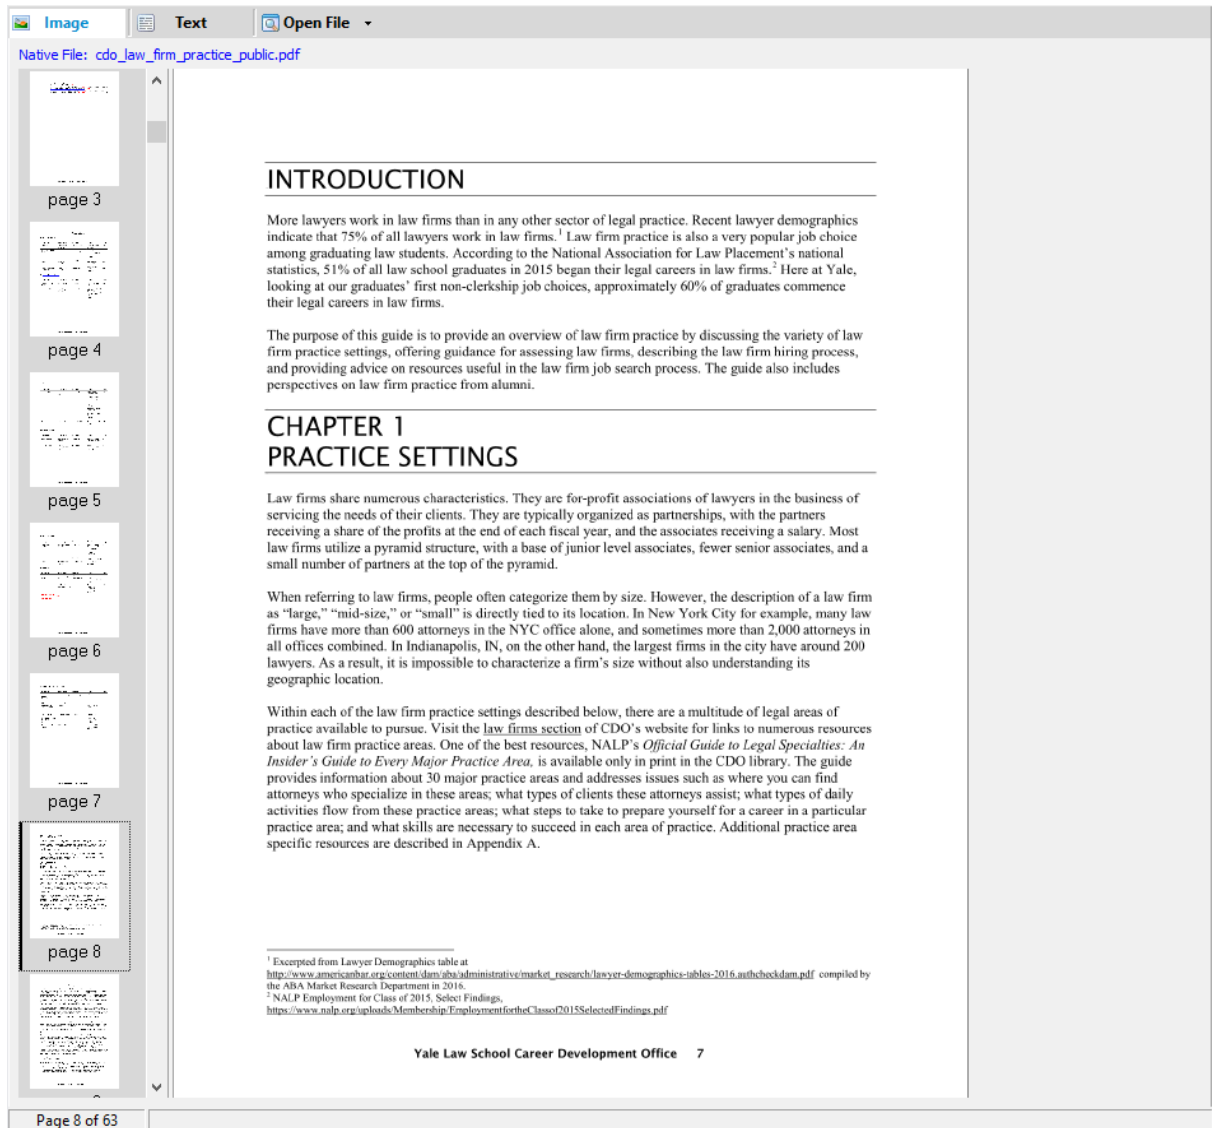 Image
Text
Open File
Native File: cdo_law_firm_practice_public.pdf
page 3
page 4
page 5
page 6
page 7
page 8
INTRODUCTION
More lawyers work in law firms than in any other sector of legal practice. Recent lawyer demographics
indicate that 75% of all lawyers work in law firms.1 Law firm practice is also a very popular job choice
among graduating law students. According to the National Association for Law Placement's national
statistics, 51% of all law school graduates in 2015 began their legal careers in law firms.2 Here at Yale,
looking at our graduates' first non-clerkship job choices, approximately 60% of graduates commence
their legal careers in law firms.
The purpose of this guide is to provide an overview of law firm practice by discussing the variety of law
firm practice settings, offering guidance for assessing law firms, describing the law firm hiring process,
and providing advice on resources useful in the law firm job search process. The guide also includes
perspectives on law firm practice from alumni.
CHAPTER 1
PRACTICE SETTINGS
Law firms share numerous characteristics. They are for-profit associations of lawyers in the business of
servicing the needs of their clients. They are typically organized as partnerships, with the partners
receiving a share of the profits at the end of each fiscal year, and the associates receiving a salary. Most
law firms utilize a pyramid structure, with a base of junior level associates, fewer senior associates, and a
small number of partners at the top of the pyramid.
When referring to law firms, people often categorize them by size. However, the description of a law firm
as “large,” “mid-size,” or “small” is directly tied to its location. In New York City for example, many law
firms have more than 600 attorneys in the NYC office alone, and sometimes more than 2,000 attorneys in
all offices combined. In Indianapolis, IN, on the other hand, the largest firms in the city have around 200
lawyers. As a result, it is impossible to characterize a firm's size without also understanding its
geographic location.
Within each of the law firm practice settings described below, there are a multitude of legal areas of
practice available to pursue. Visit the law firms section of CDO's website for links to numerous resources
about law firm practice areas. One of the best resources, NALP's Official Guide to Legal Specialties: An
Insider's Guide to Every Major Practice Area, is available only in print in the CDO library. The guide
provides information about 30 major practice areas and addresses issues such as where you can find
attorneys who specialize in these areas; what types of clients these attorneys assist; what types of daily
activities flow from these practice areas; what steps to take to prepare yourself for a career in a particular
practice area; and what skills are necessary to succeed in each area of practice. Additional practice area
specific resources are described in Appendix A.
1 Excerpted from Lawyer Demographics table at
http://www.americanbar.org/content/dam/aba/administrative/market_research/lawyer-demographics-tables-2016.authcheckdam.pdf compiled by
the ABA Market Research Department in 2016.
2 NALP Employment for Class of 2015, Select Findings,
https://www.nalp.org/uploads/Membership/EmploymentfortheClassof2015SelectedFindings.pdf
Yale Law School Career Development Office 7
Page 8 of 63